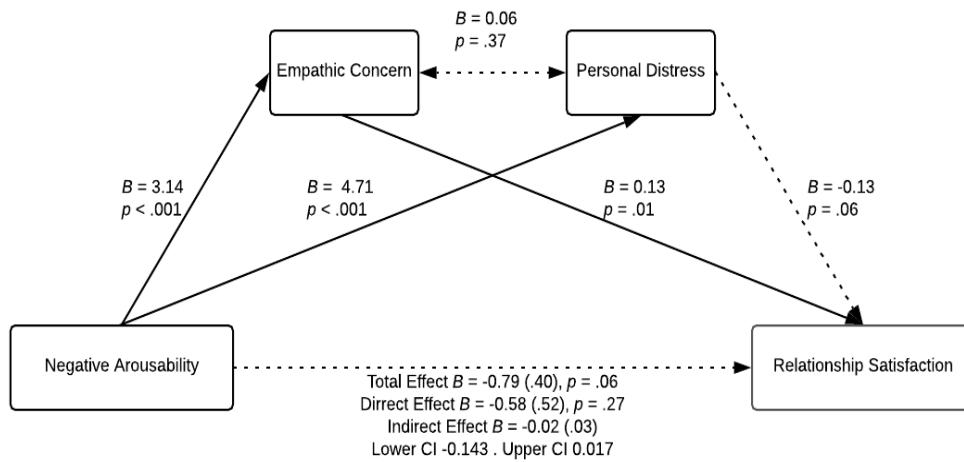 B = 0.06
p = .37
Empathic Concern
Personal Distress
B = 3.14
p < .001
B = 4.71
p < .001
B = 0.13
p = .01
B = -0.13
p = .06
Negative Arousability
Relationship Satisfaction
Total Effect B = -0.79 (.40), p = .06
Dirrect Effect B = -0.58 (.52), p = .27
Indirect Effect B = -0.02 (.03)
Lower CI -0.143 . Upper CI 0.017